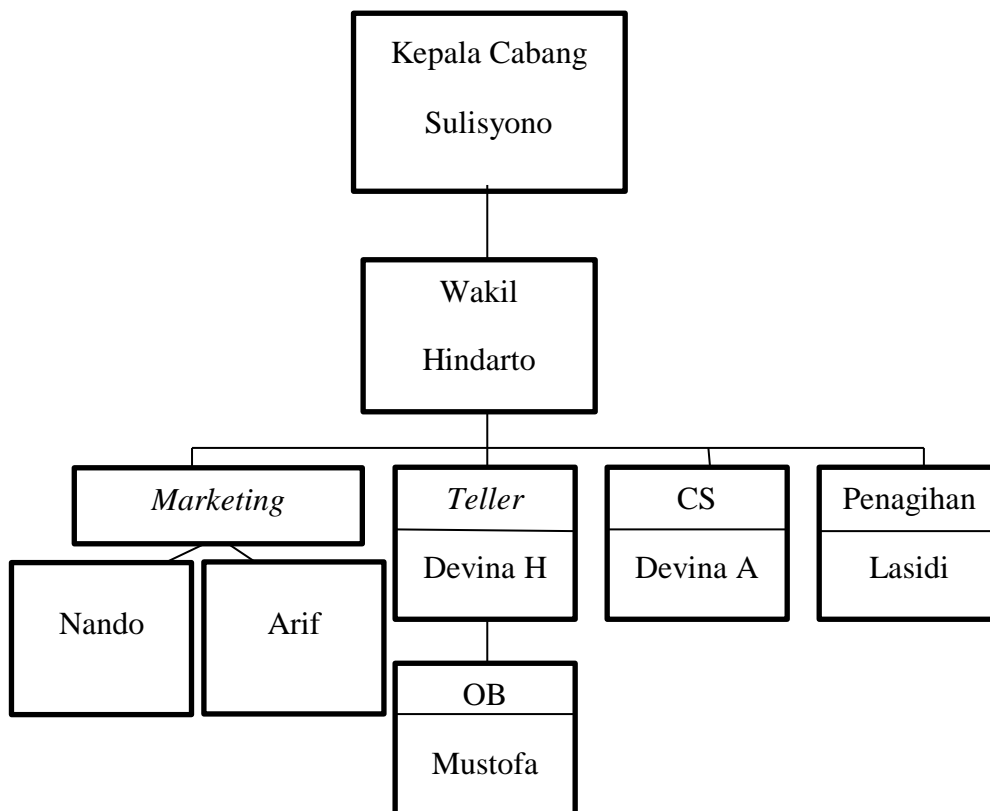 Kepala Cabang
Sulisyono
Wakil
Hindarto
Marketing
Teller
CS
Penagihan
Devina H
Devina A
Lasidi
Nando
Arif
OB
Mustofa